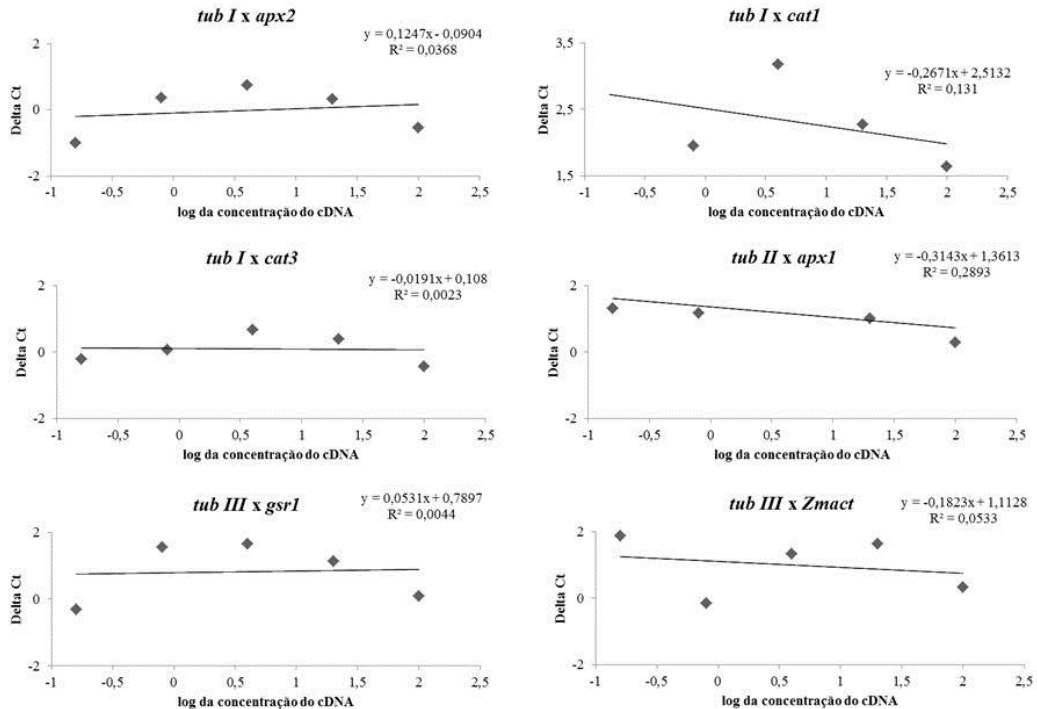 tub I x apx2
y = 0,1247x - 0,0904
R² = 0,0368
2
0
-2
Delta Ct
-1 -0,5 0 0,5 1 1,5 2 2,5
log da concentração do cDNA
tub I x cat1
y = -0,2671x + 2,5132
R² = 0,131
3,5
2,5
1,5
Delta Ct
-1 0 1 2
log da concentração do cDNA
tub I x cat3
y = -0,0191x + 0,108
R² = 0,0023
2
0
-2
Delta Ct
-1 -0,5 0 0,5 1 1,5 2 2,5
log da concentração do cDNA
tub II x apx1
y = -0,3143x + 1,3613
R² = 0,2893
2
0
-2
Delta Ct
-1 -0,5 0 0,5 1 1,5 2 2,5
log da concentração do cDNA
tub III x gsr1
y = 0,0531x + 0,7897
R² = 0,0044
2
0
-2
Delta Ct
-1 -0,5 0 0,5 1 1,5 2 2,5
log da concentração do cDNA
tub III x Zmact
y = -0,1823x + 1,1128
R² = 0,0533
2
0
-2
Delta Ct
-1 -0,5 0 0,5 1 1,5 2 2,5
log da concentração do cDNA